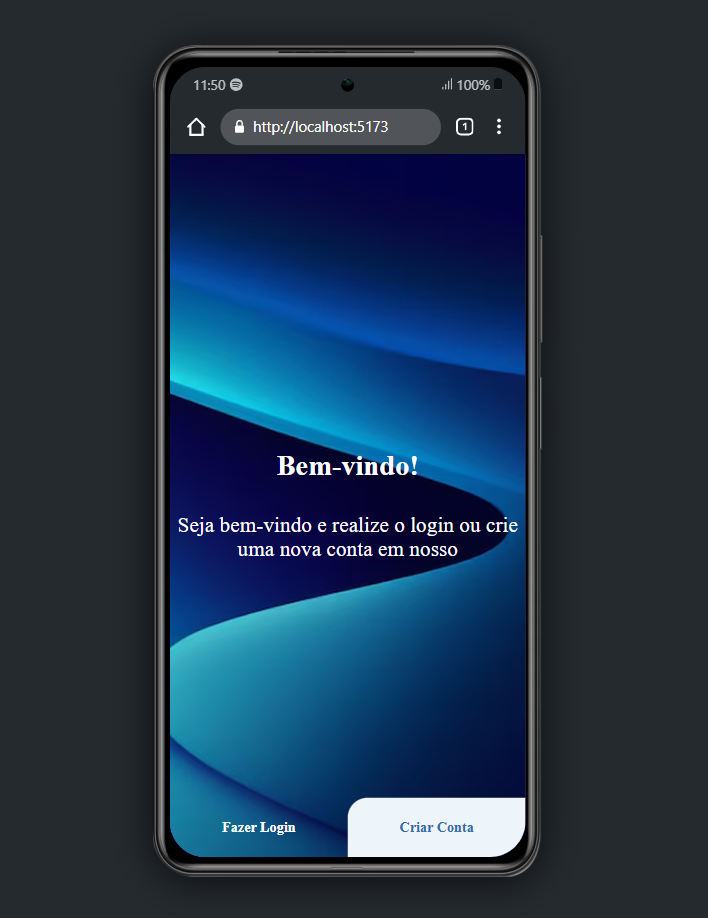 11:50
100%
http://localhost:5173
1
Bem-vindo!
Seja bem-vindo e realize o login ou crie
uma nova conta em nosso
Fazer Login
Criar Conta